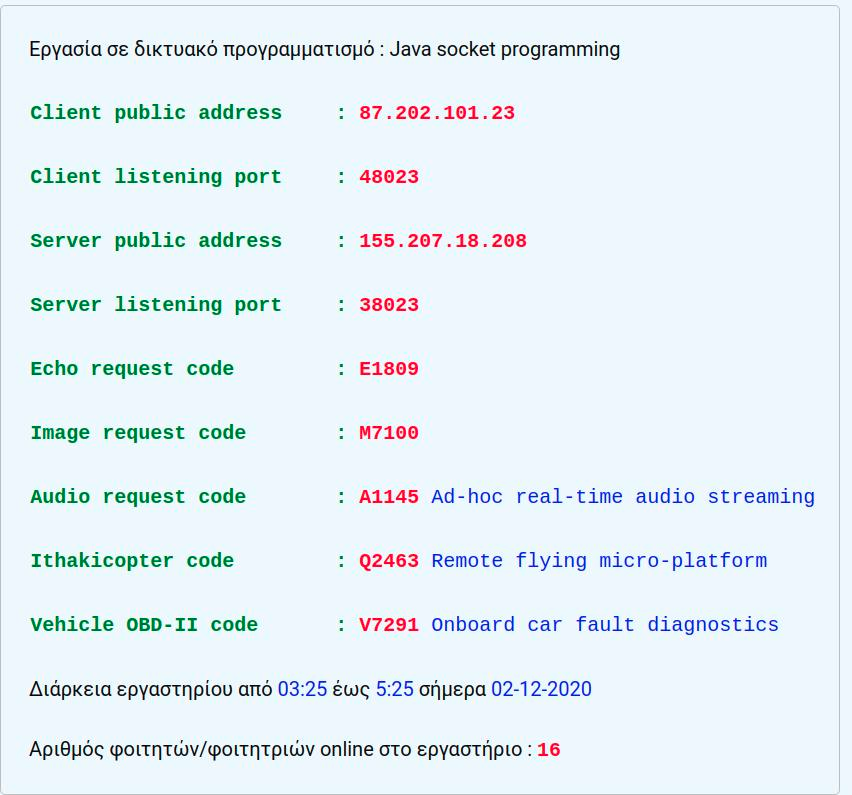 Εργασία σε δικτυακό προγραμματισμό : Java socket programming
Client public address : 87.202.101.23
Client listening port : 48023
Server public address : 155.207.18.208
Server listening port : 38023
Echo request code : E1809
Image request code : M7100
Audio request code : A1145 Ad-hoc real-time audio streaming
Ithakicopter code : Q2463 Remote flying micro-platform
Vehicle OBD-II code : V7291 Onboard car fault diagnostics
Διάρκεια εργαστηρίου από 03:25 έως 5:25 σήμερα 02-12-2020
Αριθμός φοιτητών/φοιτητριών online στο εργαστήριο : 16